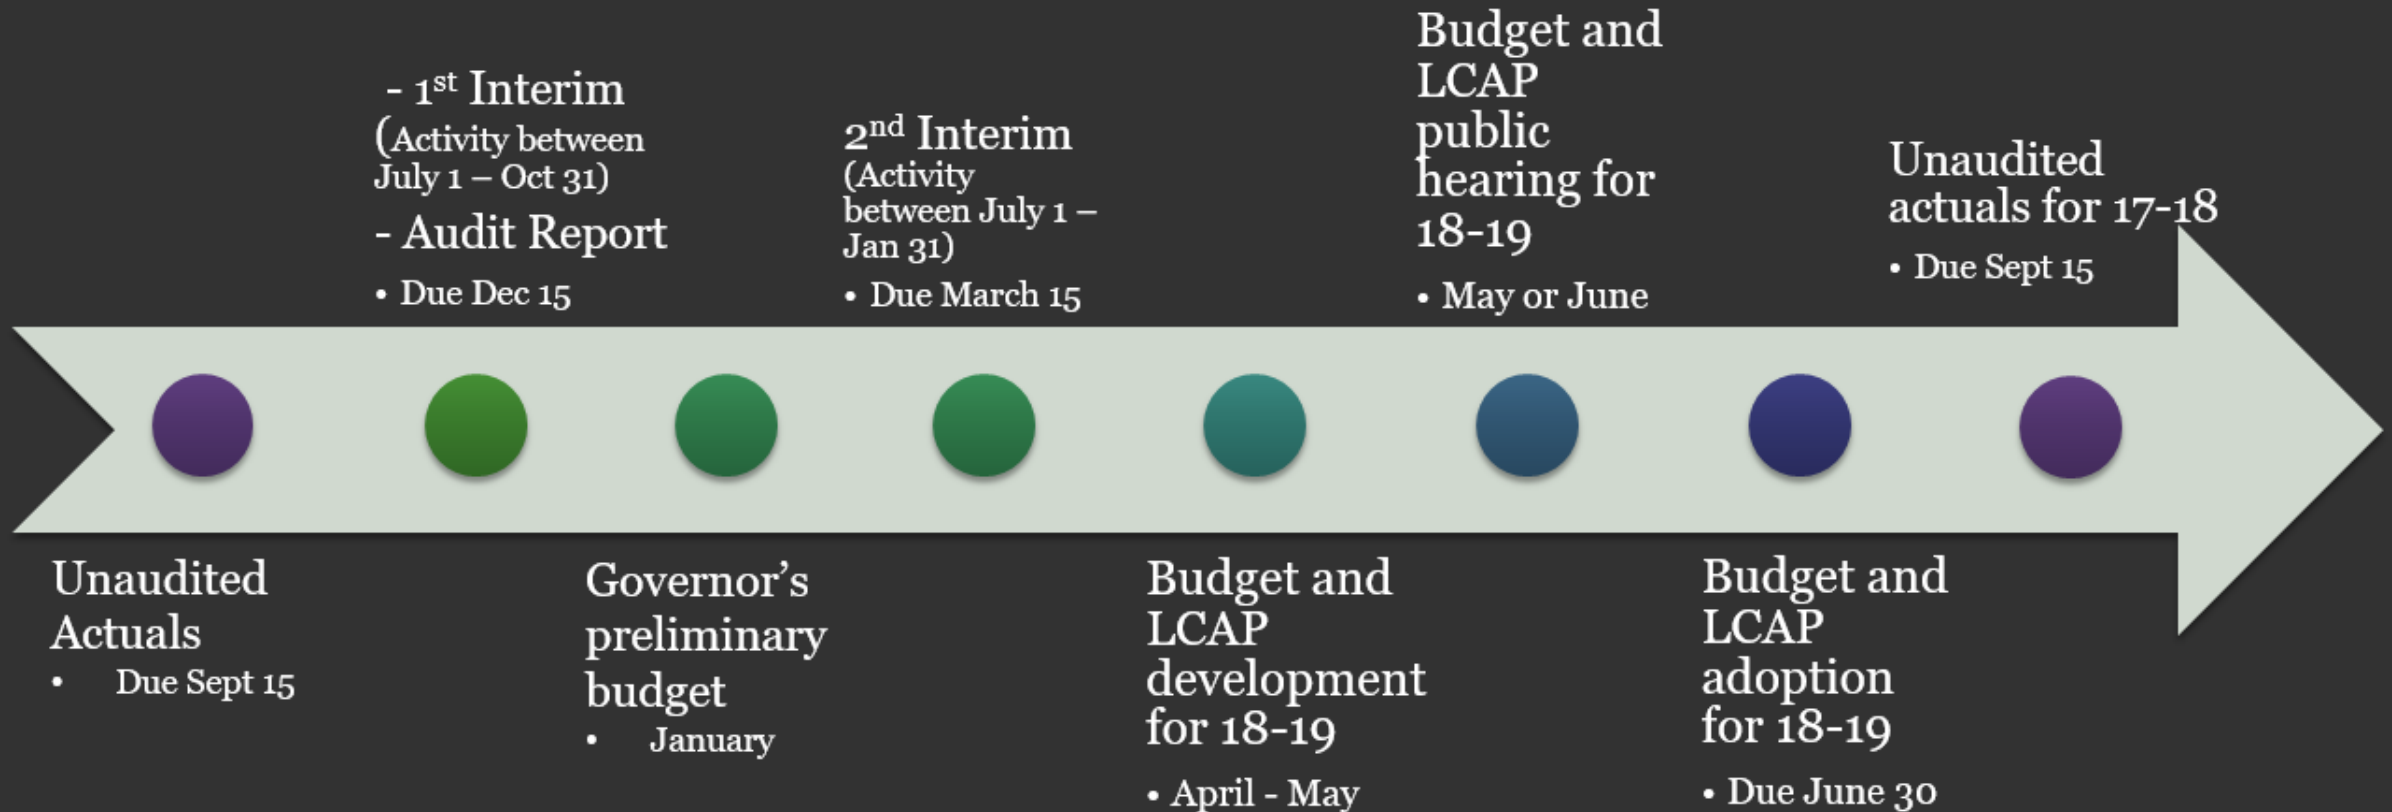 Unaudited
Actuals
• Due Sept 15
- 1st Interim
(Activity between
July 1 – Oct 31)
- Audit Report
• Due Dec 15
Governor’s
preliminary
budget
• January
2nd Interim
(Activity
between July 1 –
Jan 31)
• Due March 15
Budget and
LCAP
development
for 18-19
• April - May
Budget and
LCAP
public
hearing for
18-19
• May or June
Budget and
LCAP
adoption
for 18-19
• Due June 30
Unaudited
actuals for 17-18
• Due Sept 15